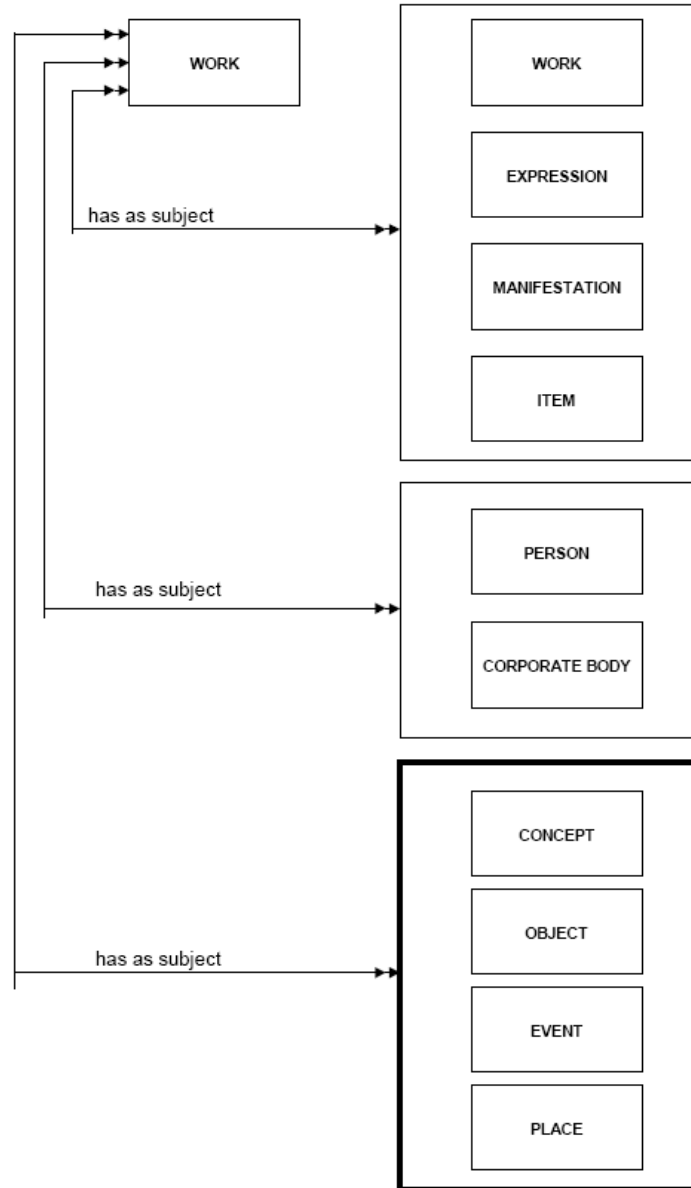 WORK
WORK
EXPRESSION
has as subject
MANIFESTATION
ITEM
PERSON
has as subject
CORPORATE BODY
CONCEPT
OBJECT
has as subject
EVENT
PLACE